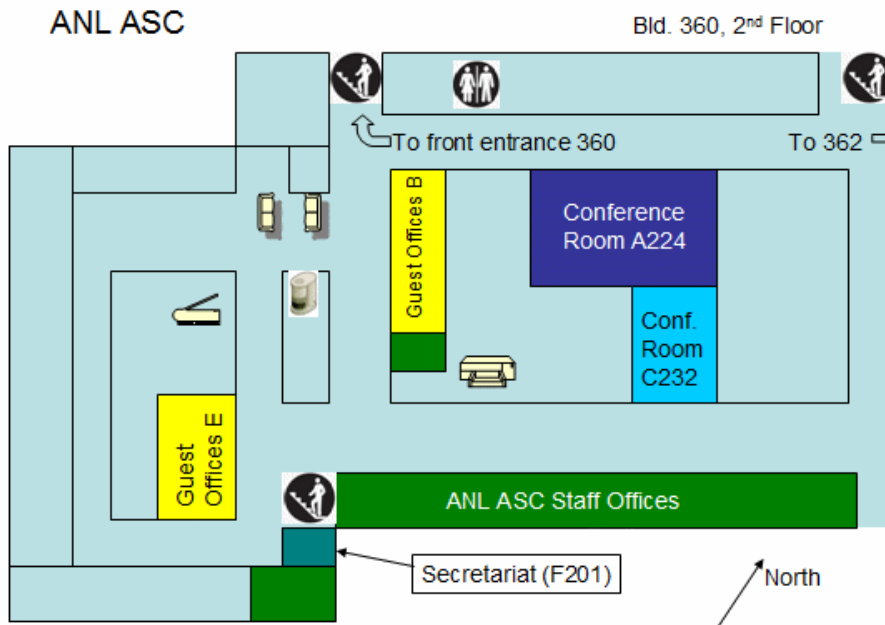 ANL ASC
Bld. 360, 2nd Floor
To front entrance 360
To 362
Guest Offices B
Conference
Room A224
Conf.
Room
C232
Guest
Offices E
ANL ASC Staff Offices
Secretariat (F201)
North